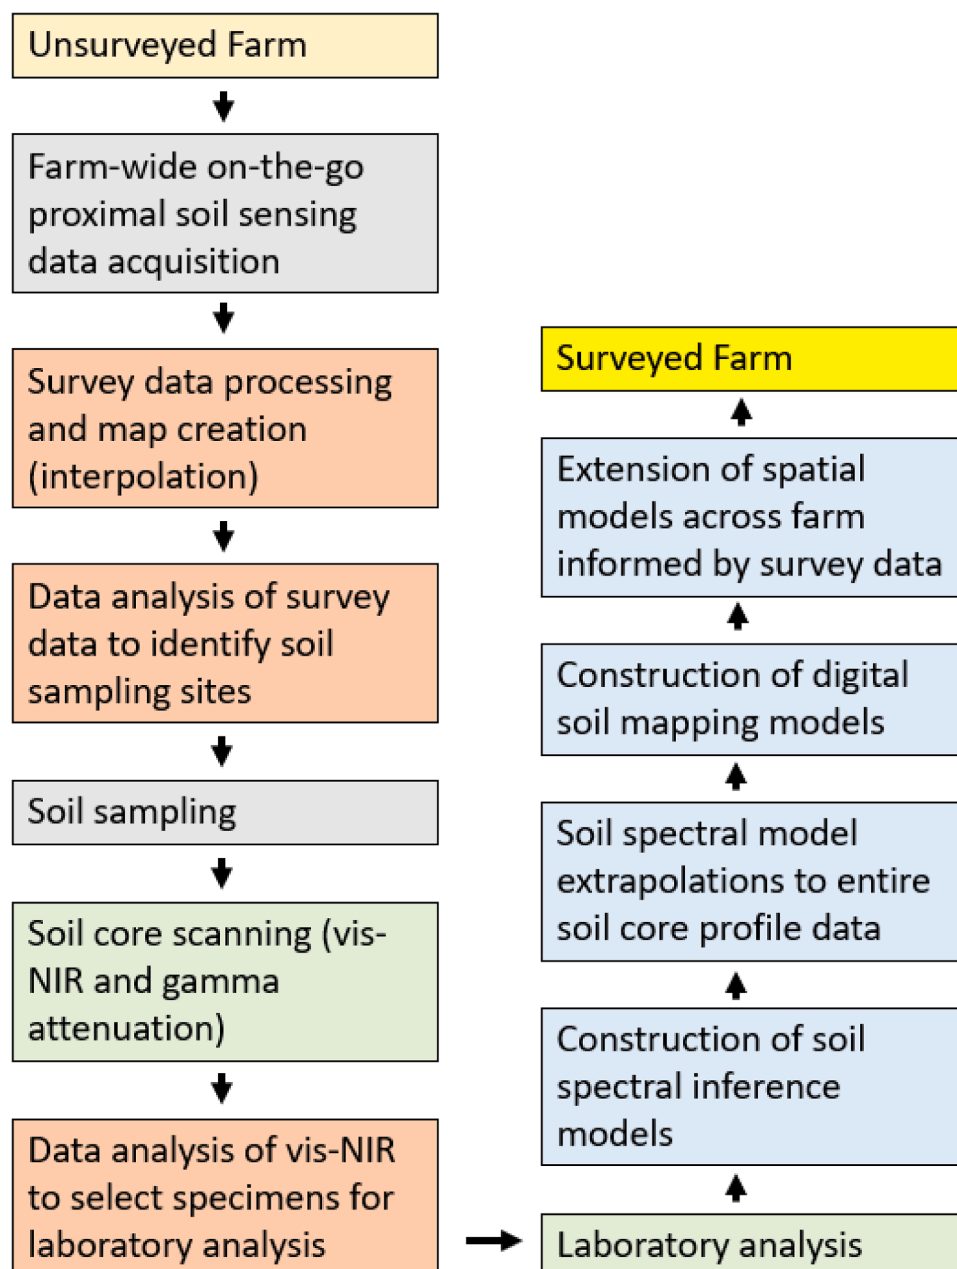 Unsurveyed Farm
Farm-wide on-the-go
proximal soil sensing
data acquisition
Survey data processing
and map creation
(interpolation)
Data analysis of survey
data to identify soil
sampling sites
Soil sampling
Soil core scanning (vis-
NIR and gamma
attenuation)
Data analysis of vis-NIR
to select specimens for
laboratory analysis
Laboratory analysis
Construction of soil
spectral inference
models
Soil spectral model
extrapolations to entire
soil core profile data
Construction of digital
soil mapping models
Extension of spatial
models across farm
informed by survey data
Surveyed Farm